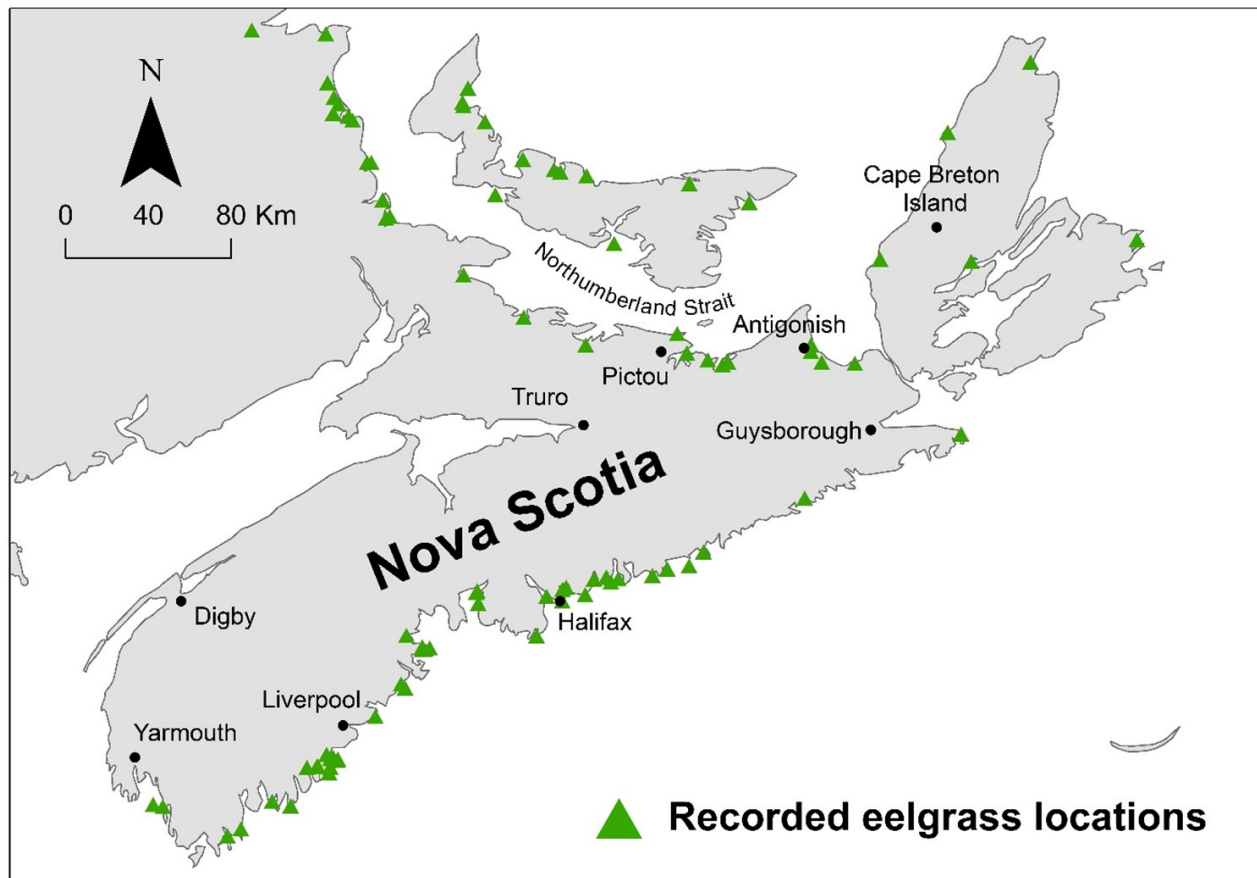 N
0 40 80 Km
Cape Breton
Island
Northumberland Strait
Antigonish
Pictou
Truro
Guysborough
Nova Scotia
Digby
Halifax
Liverpool
Yarmouth
Recorded eelgrass locations